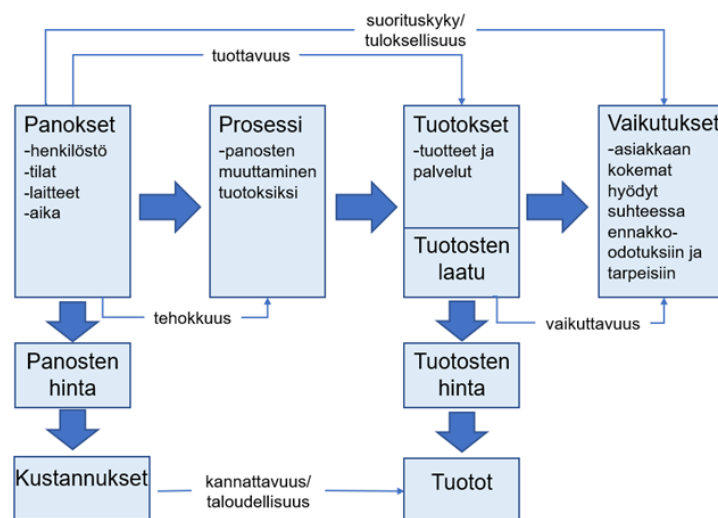 suorituskyky/
tuloksellisuus
tuottavuus
Panokset
-henkilöstö
-tilat
-laitteet
-aika
Prosessi
-panosten
muuttaminen
tuotoksiksi
Tuotokset
-tuotteet ja
palvelut
Tuotosten
laatu
Vaikutukset
-asiakkaan
kokemat
hyödyt
suhteessa
ennakko-
odotuksiin ja
tarpeisiin
tehokkuus
vaikuttavuus
Panosten
hinta
Tuotosten
hinta
Kustannukset
kannattavuus/
taloudellisuus
Tuotot